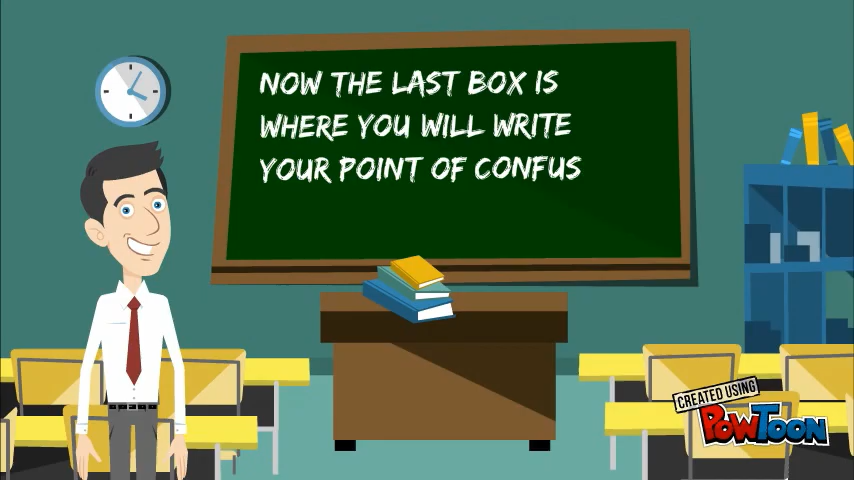 NOW THE LAST BOX IS
WHERE YOU WILL WRITE
YOUR POINT OF CONFUS
CREATED USING
POWTOON